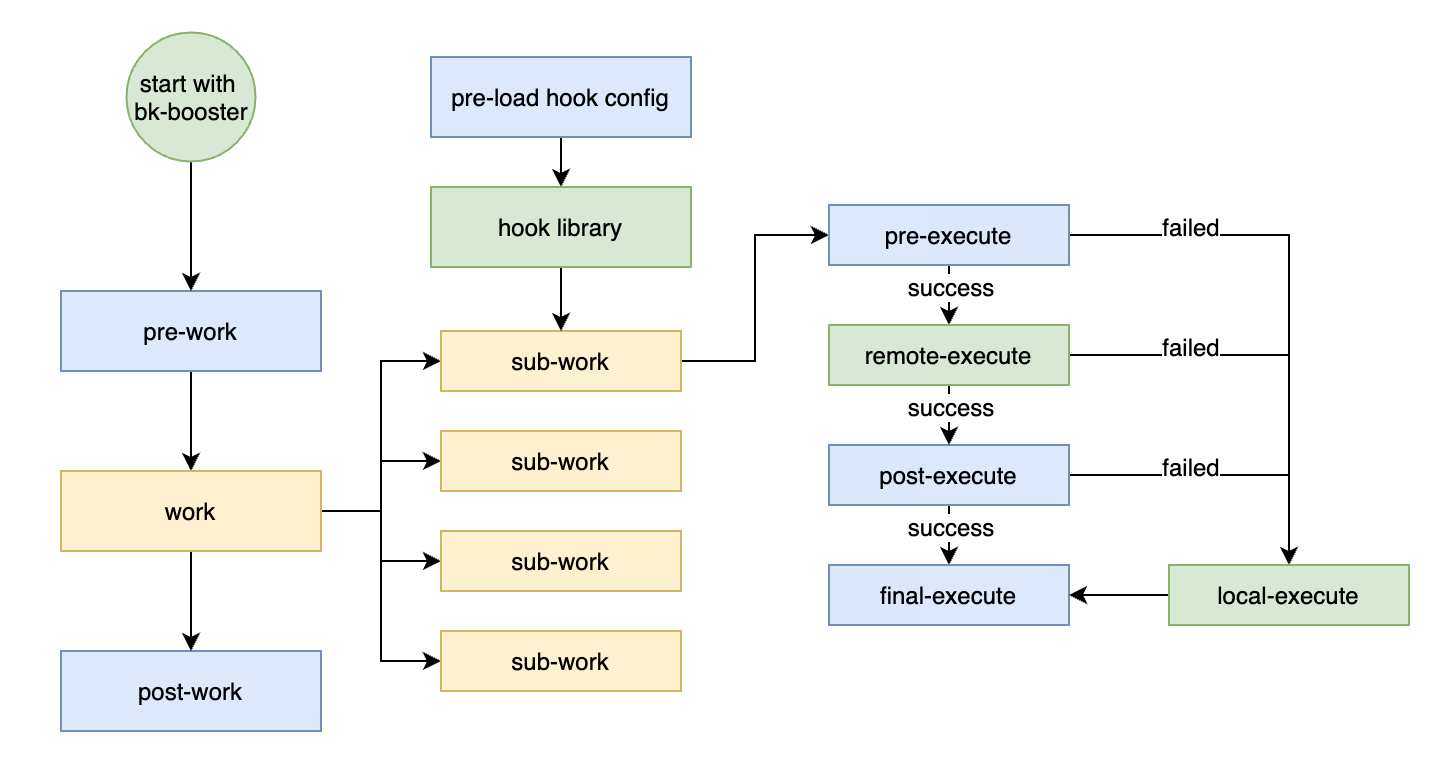 start with
bk-booster
pre-work
work
post-work
pre-load hook config
hook library
sub-work
sub-work
sub-work
sub-work
pre-execute
failed
success
remote-execute
failed
success
post-execute
failed
success
final-execute
local-execute